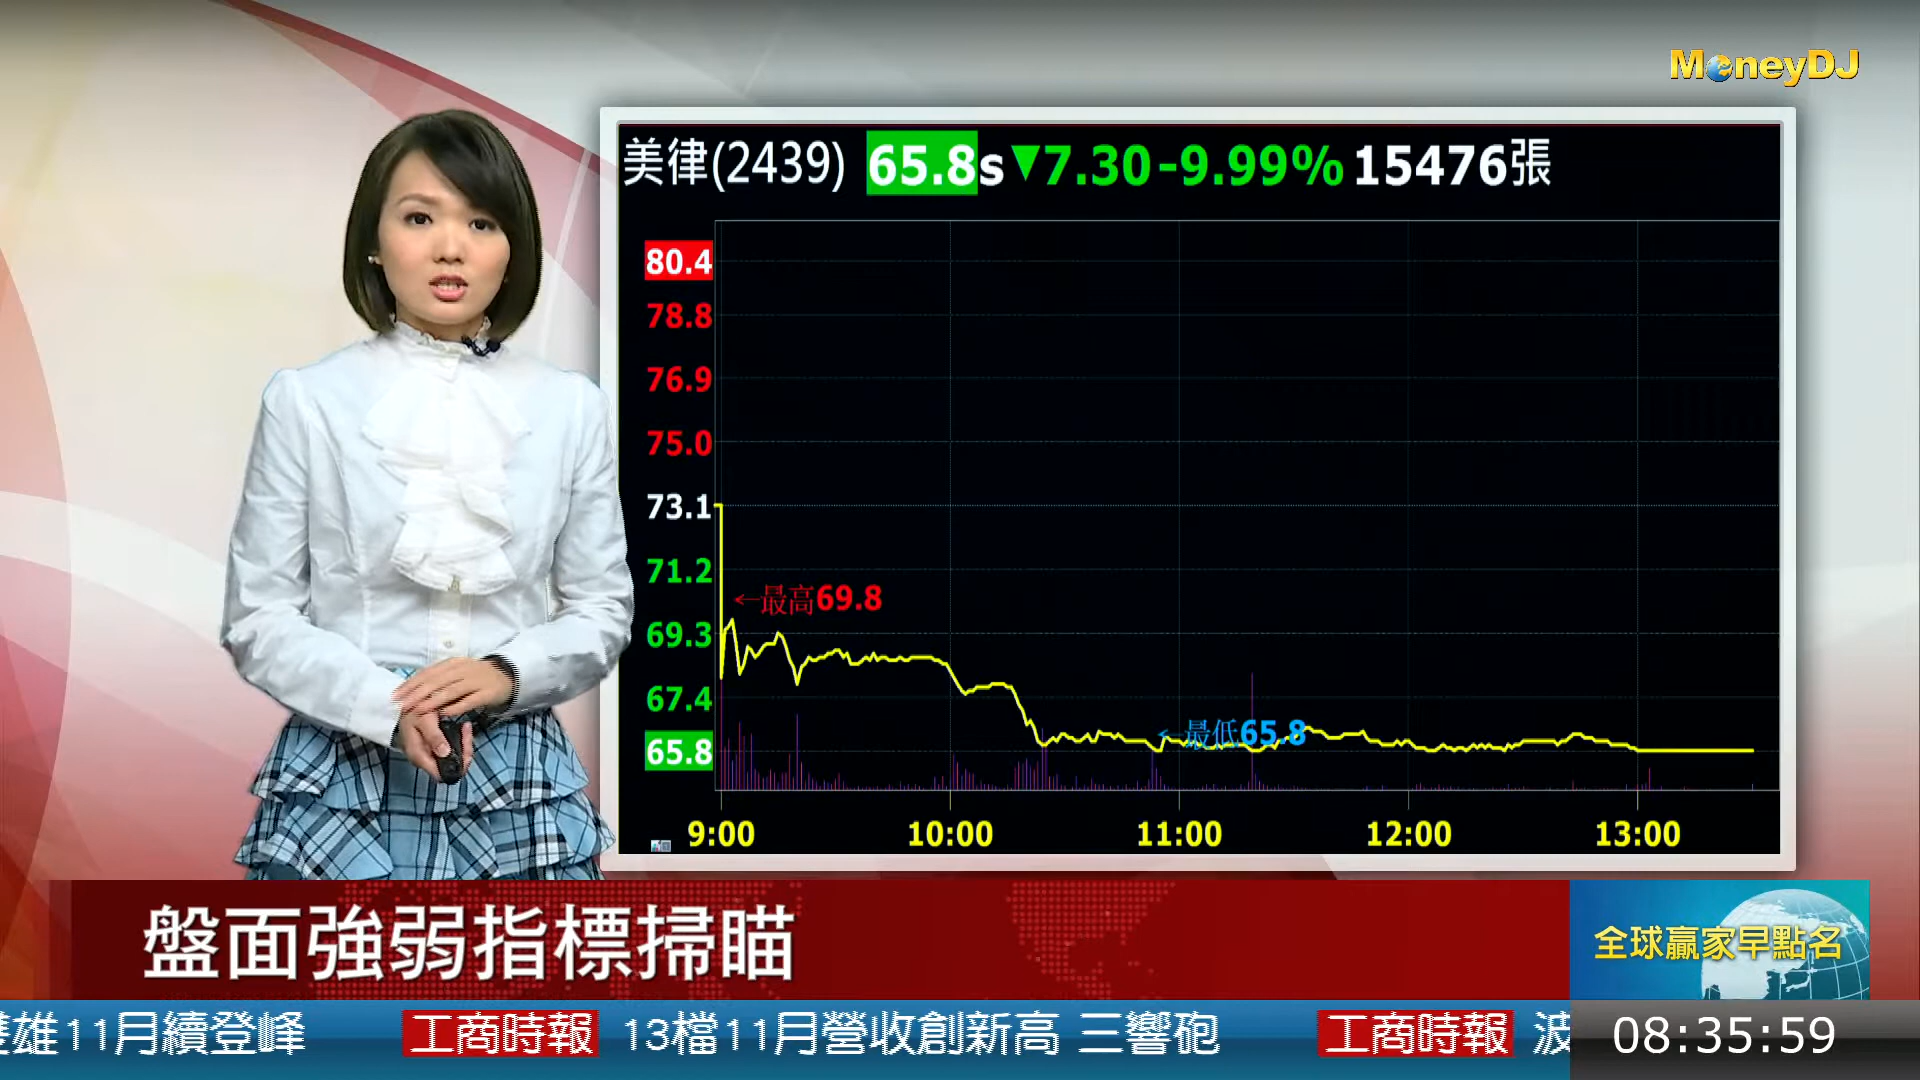 MoneyDJ
美律(2439) 65.8s▼7.30-9.99%15476張
80.4
78.8
76.9
75.0
73.1
71.2
←最高69.8
69.3
67.4
←最低65.8
65.8
9:00 10:00 11:00 12:00 13:00
盤面強弱指標掃瞄
全球贏家早點名
雄11月續登峰 工商時報 13檔11月營收創新高 三響砲 工商時報 波
08:35:59